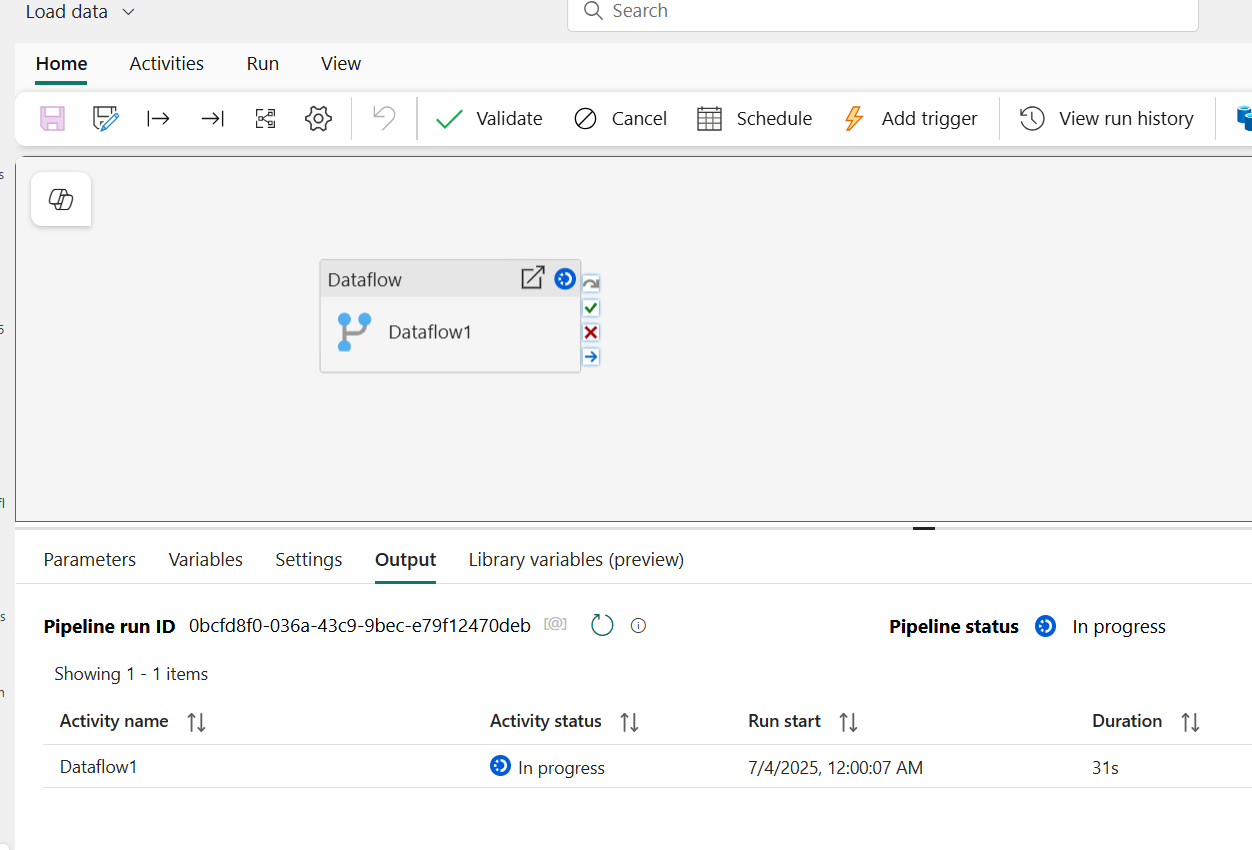 Load data
Search
Home Activities Run View
Validate Cancel Schedule Add trigger View run history
Dataflow
Dataflow1
Parameters Variables Settings Output Library variables (preview)
Pipeline run ID 0bcfd8f0-036a-43c9-9bec-e79f12470deb Pipeline status In progress
Showing 1 - 1 items
Activity name Activity status Run start Duration
Dataflow1 In progress 7/4/2025, 12:00:07 AM 31s